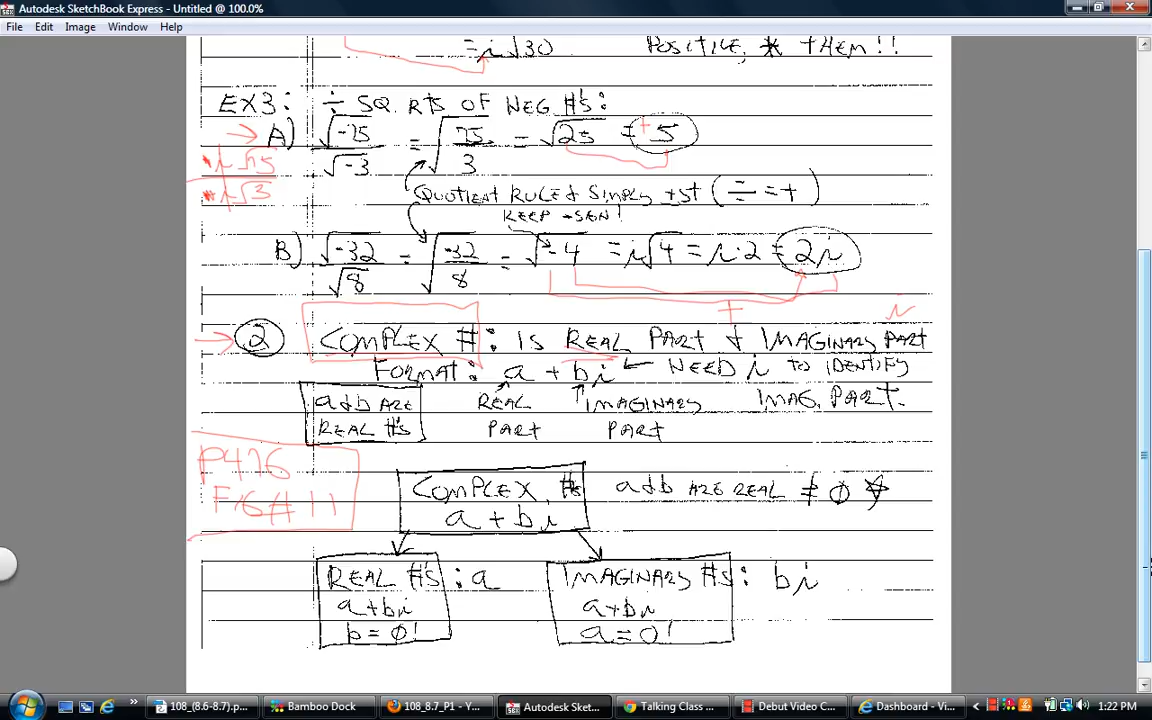 Autodesk SketchBook Express - Untitled @ 100.0%
File Edit Image Window Help
= i√30 POSITIVE, * THEM!!
EX3: ÷ SQ. RTS OF NEG #'S:
A) √-75/√-3 = √75/3 = √25 = +5
i√75
i√3
QUOTIENT RULE & SIMPLY 1st (-/- = +)
KEEP -SIGN!
B) √-32/√8 = √-32/8 = √-4 = i√4 = i·2 = 2i
② COMPLEX #: IS REAL PART & IMAGINARY PART
FORMAT: a + bi ← NEED i TO IDENTIFY
a & b ARE REAL IMAGINARY IMAG. PART.
REAL #'S PART PART
P476
FIG# 11
COMPLEX #s a & b ARE REAL ≠ 0
a + bi
REAL #'S : a IMAGINARY #'S: bi
a+bi a+bi
b = 0! a = 0!
108_(8.6-8.7).p... Bamboo Dock 108_8.7_P1 - Y... Autodesk Sket... Talking Class ... Debut Video C... Dashboard - Vi... 1:22 PM